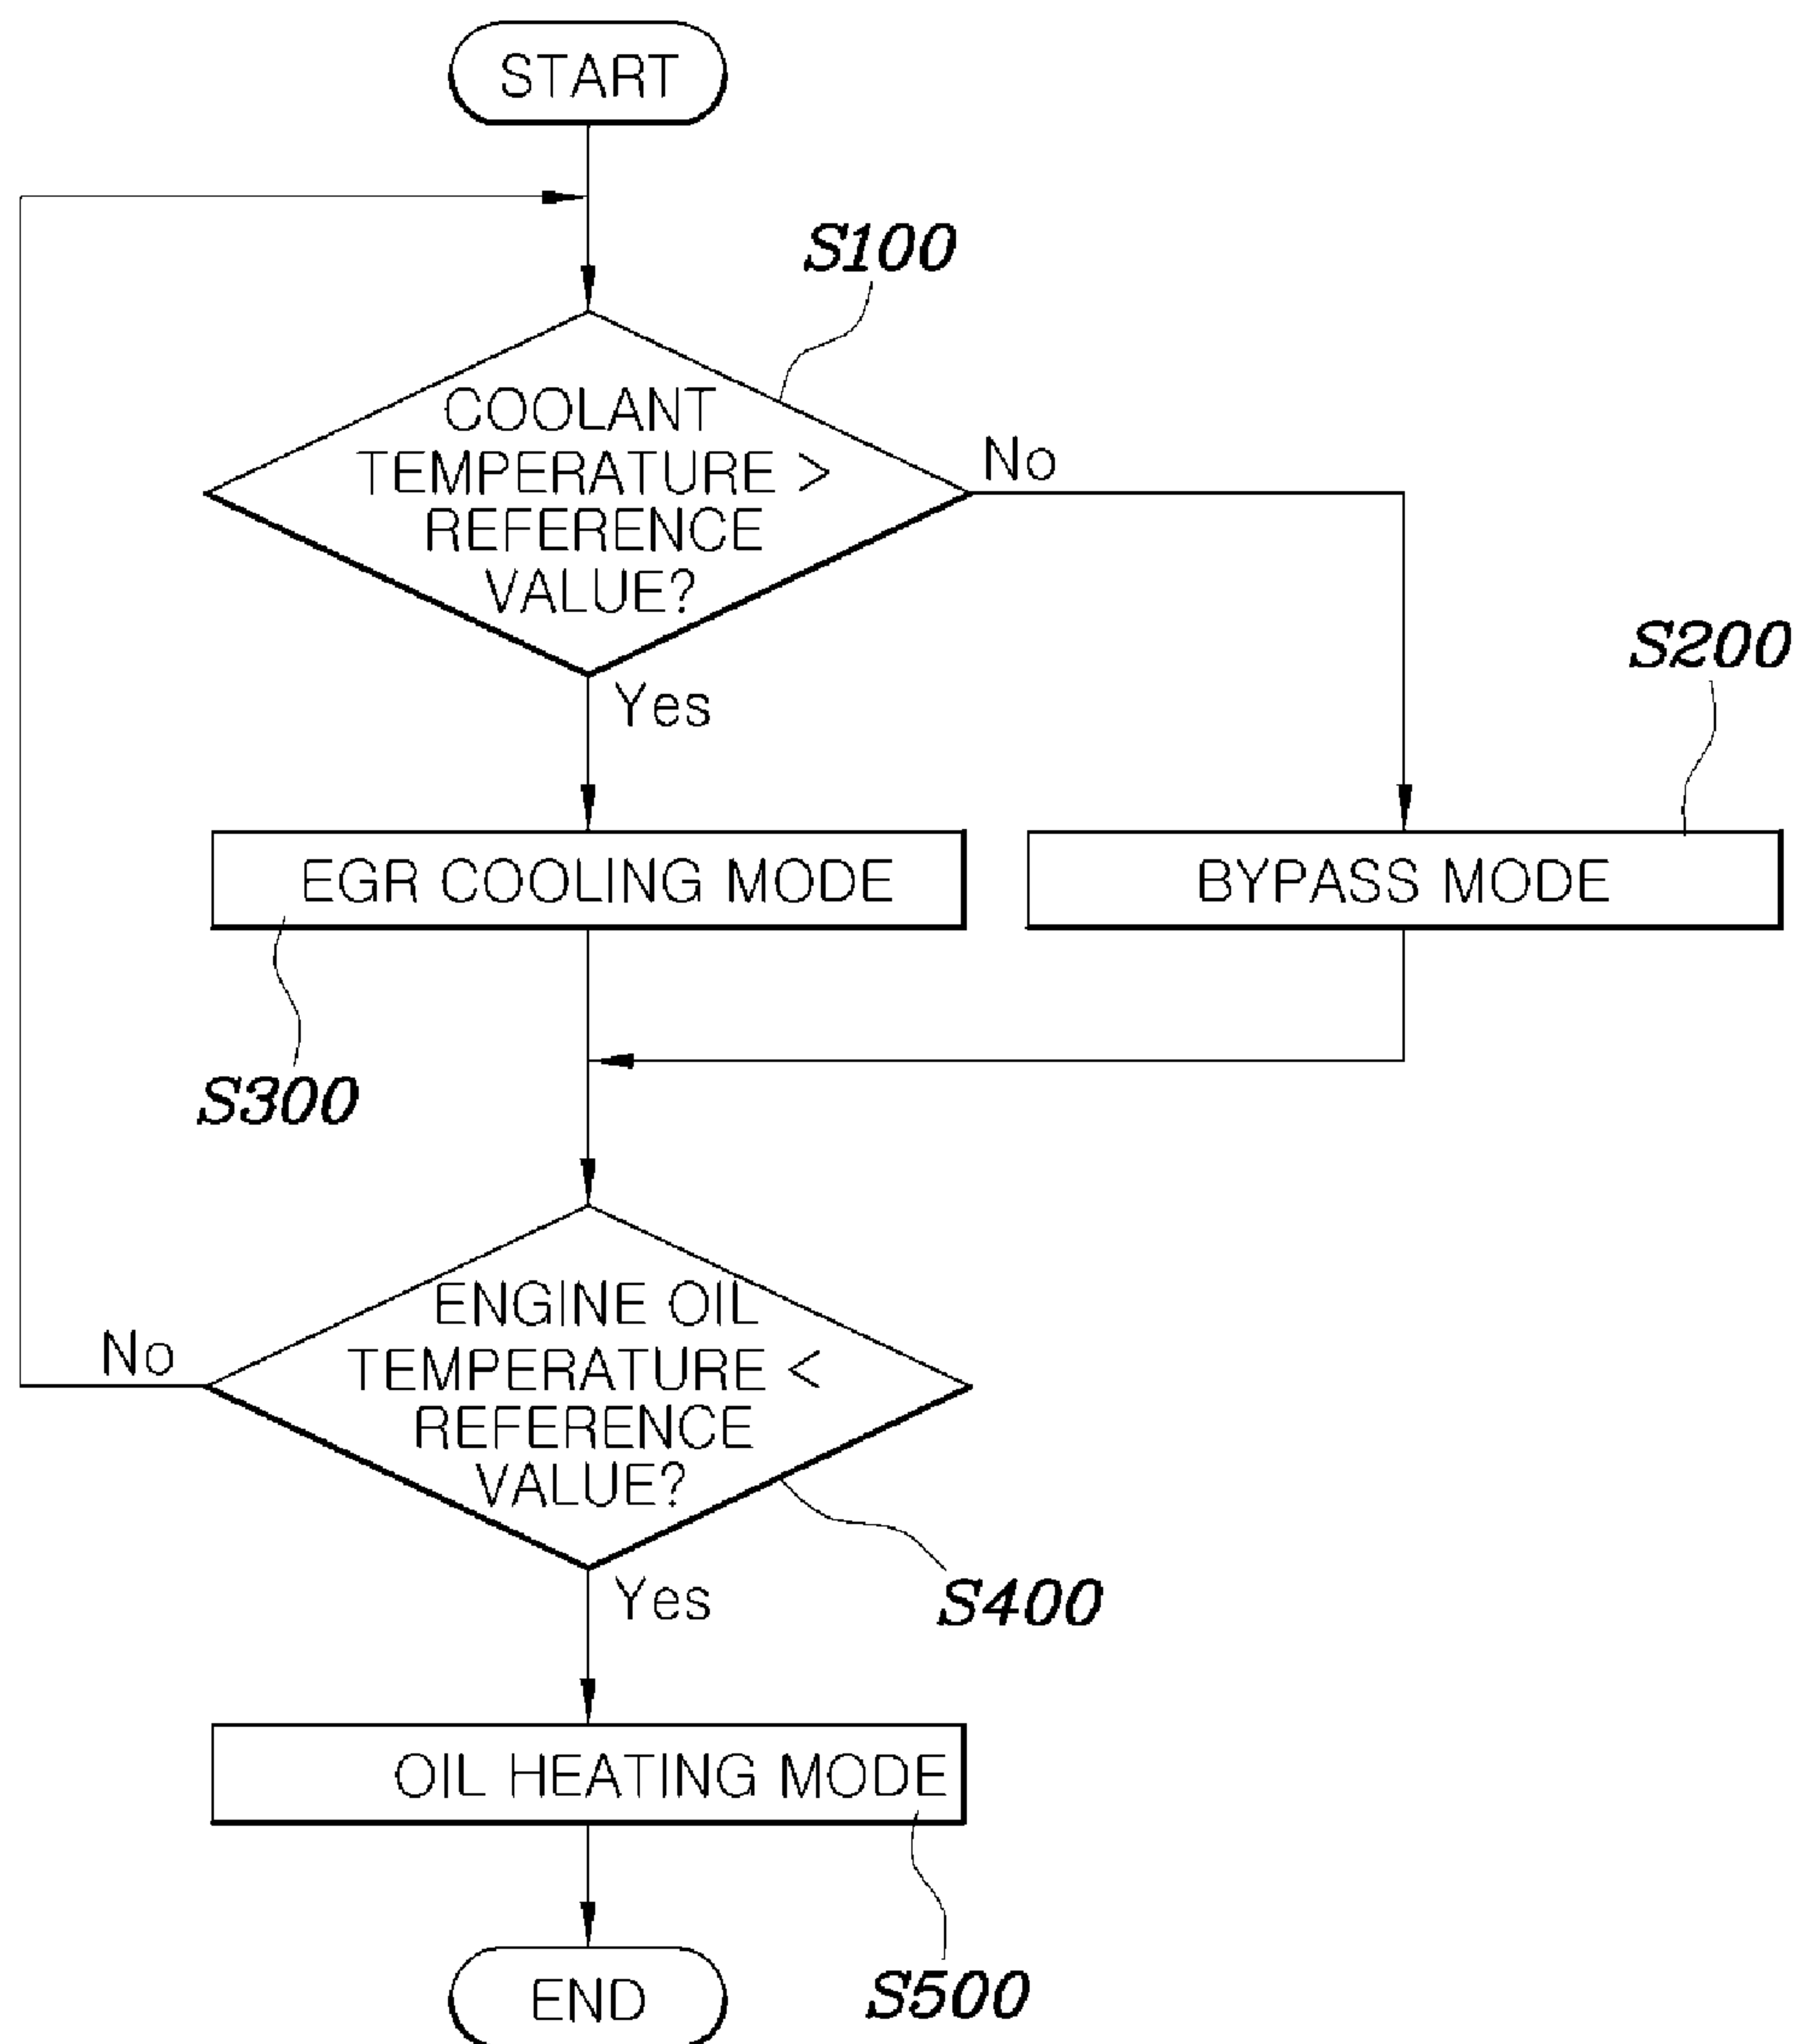 START
S100
COOLANT
TEMPERATURE >
REFERENCE
VALUE?
No
Yes
S200
EGR COOLING MODE
BYPASS MODE
S300
ENGINE OIL
TEMPERATURE <
REFERENCE
VALUE?
No
Yes
S400
OIL HEATING MODE
S500
END